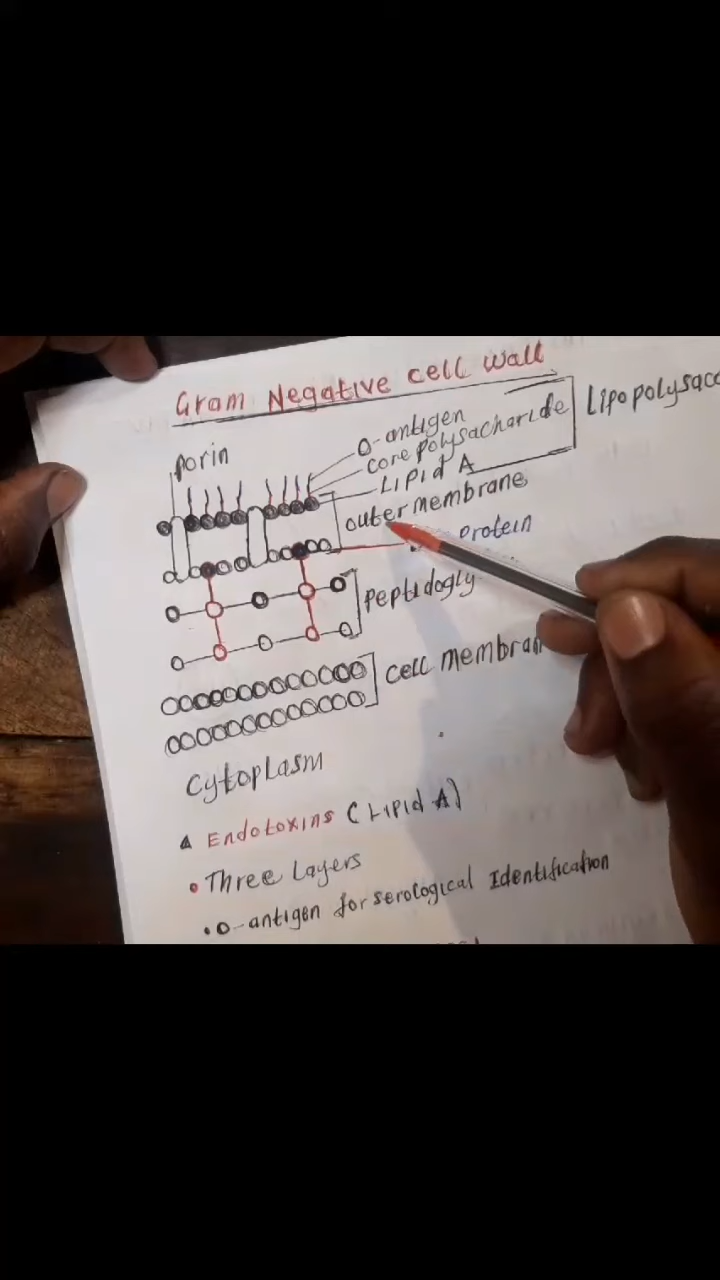 Gram Negative cell wall
porin
O-antigen
core polysacharide
Lipid A
Lipopolysacc
outer membrane
protein
peptidogly
cell membran
cytoplasm
Endotoxins (Lipid A)
Three Layers
O-antigen for serological Identification